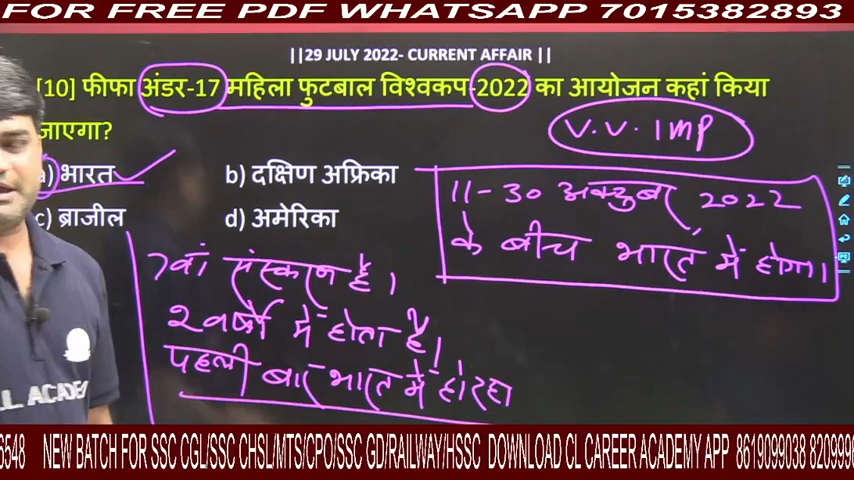 FOR FREE PDF WHATSAPP 7015382893
||29 JULY 2022- CURRENT AFFAIR ||
[10] फीफा अंडर-17 महिला फुटबाल विश्वकप-2022 का आयोजन कहां किया
जाएगा?
V.V. IMP
a) भारत b) दक्षिण अफ्रिका
c) ब्राजील d) अमेरिका
11-30 अक्टुबर, 2022
के बीच भारत में होगा।
7वां संस्करण है।
2 वर्षो में होता है।
पहली बार भारत में हो रहा
L. ACADE
6548 NEW BATCH FOR SSC CGL/SSC CHSL/MTS/CPO/SSC GD/RAILWAY/HSSC DOWNLOAD CL CAREER ACADEMY APP 8619099038 8209996